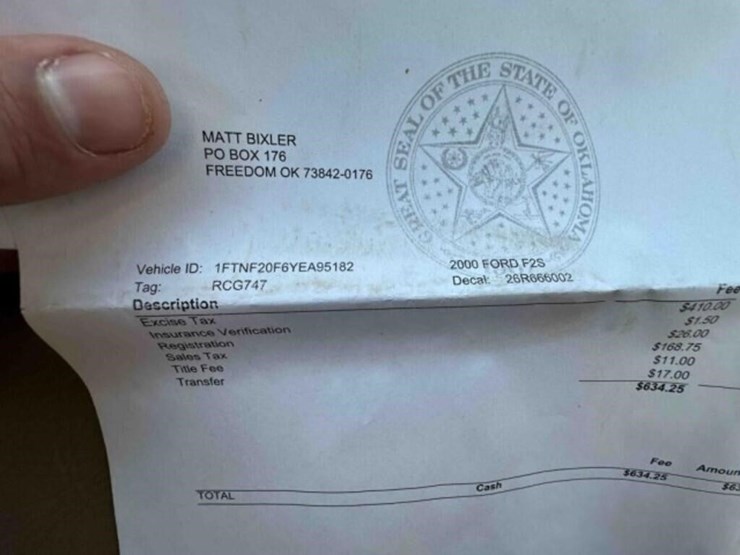 MATT BIXLER
PO BOX 176
FREEDOM OK 73842-0176
GREAT SEAL OF THE STATE OF OKLAHOMA
Vehicle ID: 1FTNF20F6YEA95182 2000 FORD F2S
Tag: RCG747 Decal: 26R666002
Description Fee
Excise Tax $410.00
Insurance Verification $1.50
Registration $26.00
Sales Tax $168.75
Title Fee $11.00
Transfer $17.00
$634.25
Fee Amoun
TOTAL Cash $634.25 $63